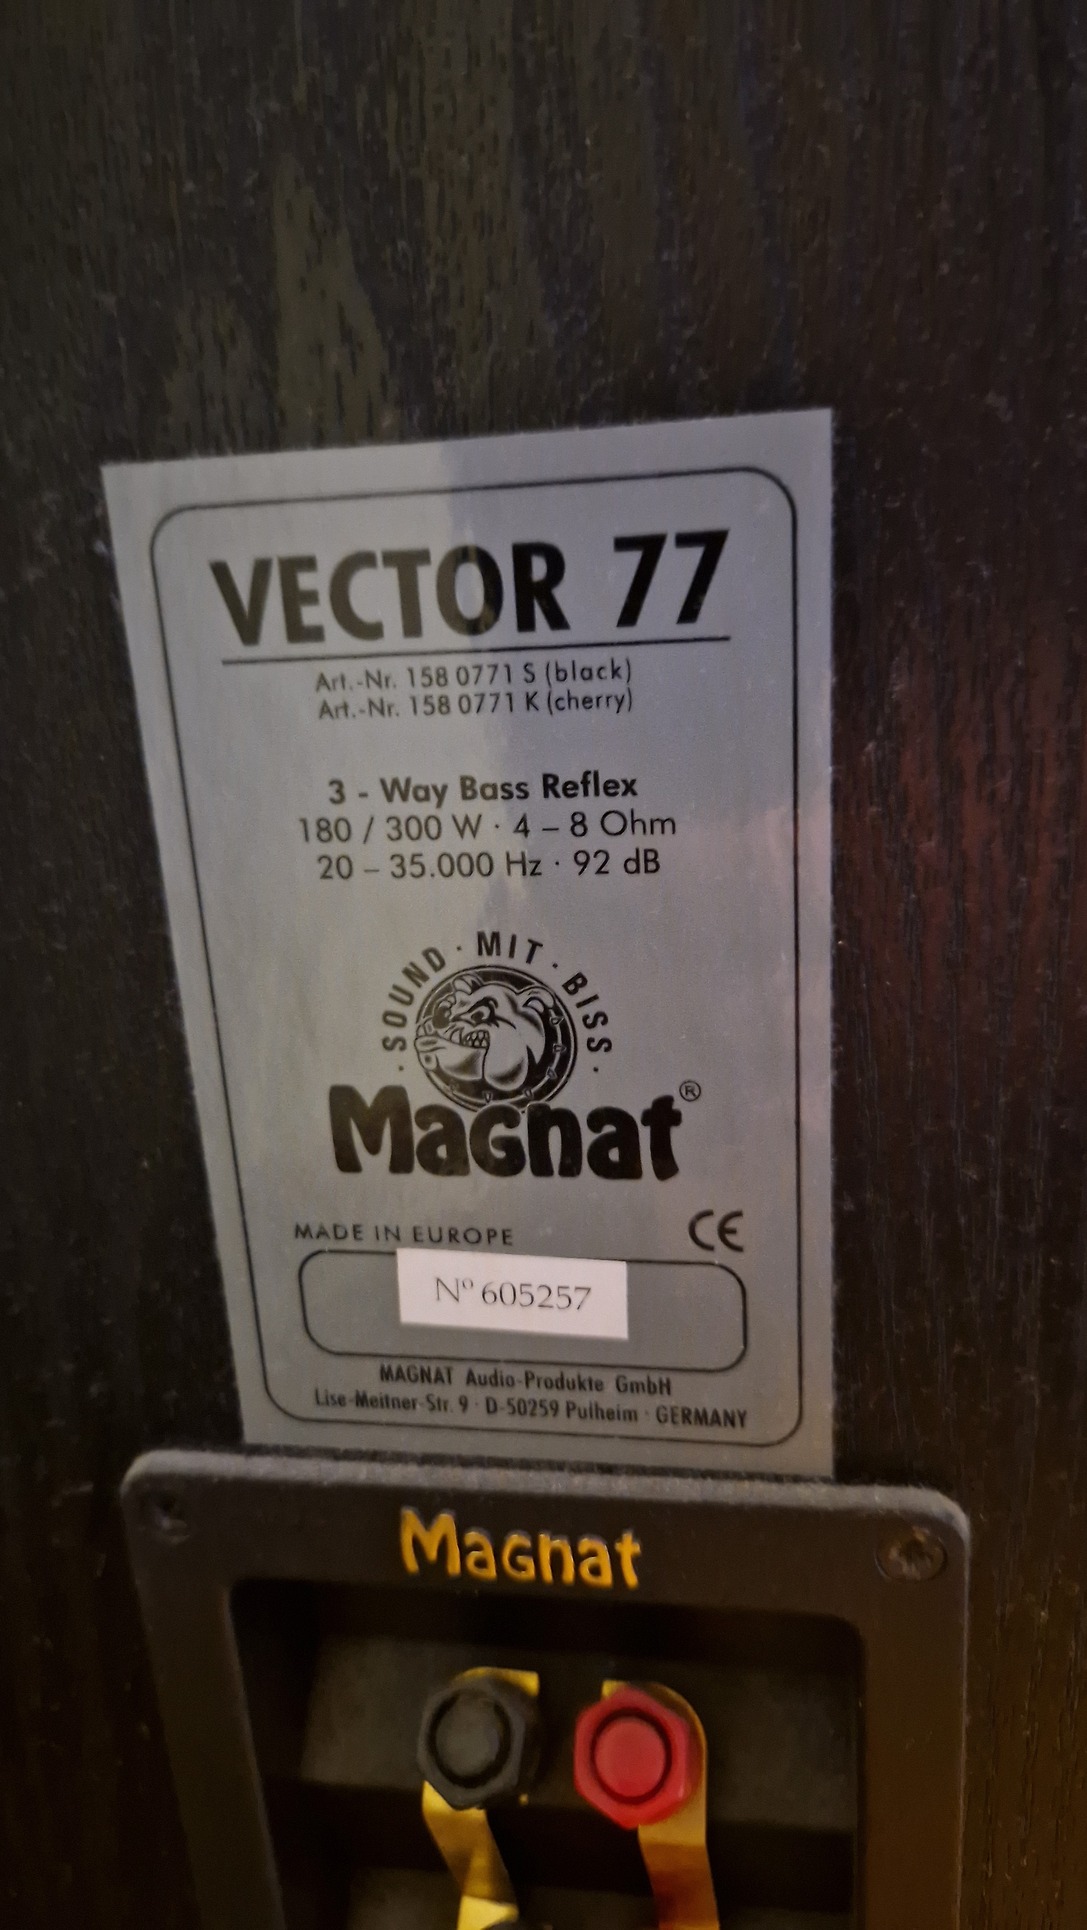 VECTOR 77
Art.-Nr. 158 0771 S (black)
Art.-Nr. 158 0771 K (cherry)
3 - Way Bass Reflex
180 / 300 W · 4 – 8 Ohm
20 – 35.000 Hz · 92 dB
· SOUND · MIT · BISS ·
Magnat®
MADE IN EUROPE CE
Nº 605257
MAGNAT Audio-Produkte GmbH
Lise-Meitner-Str. 9 · D-50259 Pulheim · GERMANY
Magnat